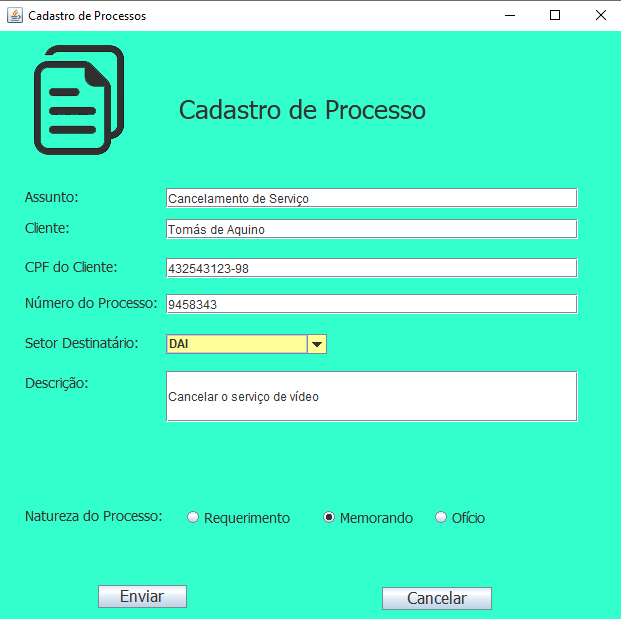 Cadastro de Processos
Cadastro de Processo
Assunto: Cancelamento de Serviço
Cliente: Tomás de Aquino
CPF do Cliente: 432543123-98
Número do Processo: 9458343
Setor Destinatário: DAI
Descrição: Cancelar o serviço de vídeo
Natureza do Processo: Requerimento Memorando Ofício
Enviar Cancelar